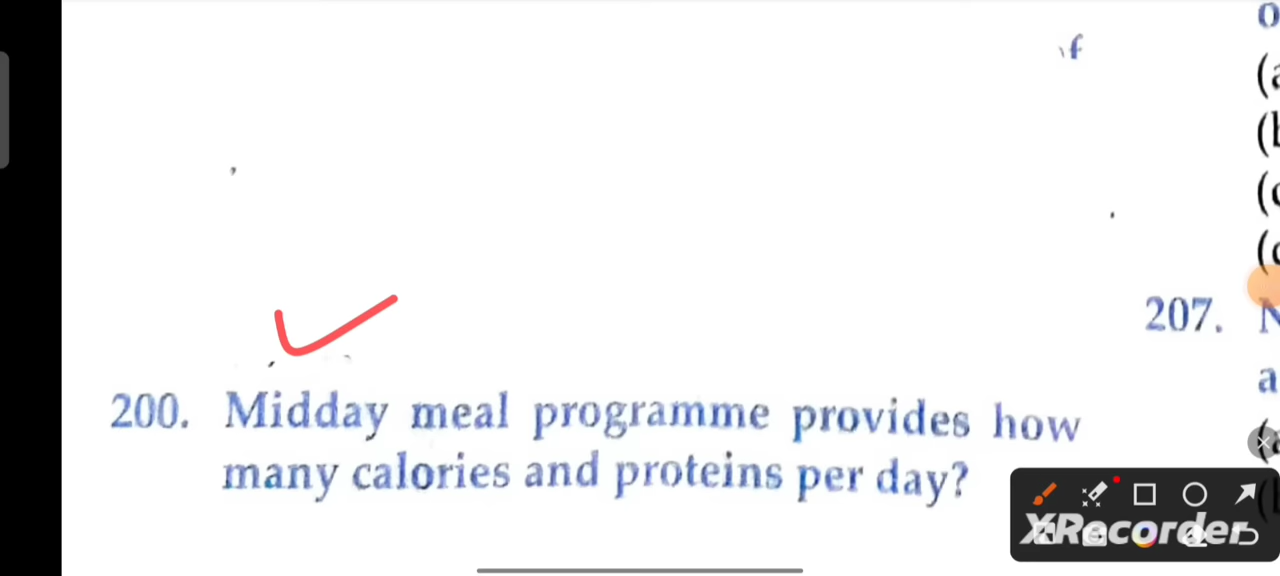 200. Midday meal programme provides how
many calories and proteins per day?
207.
XRecorder